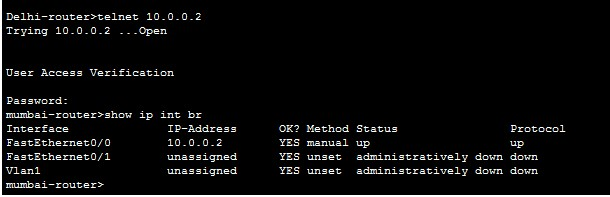 Delhi-router>telnet 10.0.0.2
Trying 10.0.0.2 ...Open
User Access Verification
Password:
mumbai-router>show ip int br
Interface IP-Address OK? Method Status Protocol
FastEthernet0/0 10.0.0.2 YES manual up up
FastEthernet0/1 unassigned YES unset administratively down down
Vlan1 unassigned YES unset administratively down down
mumbai-router>